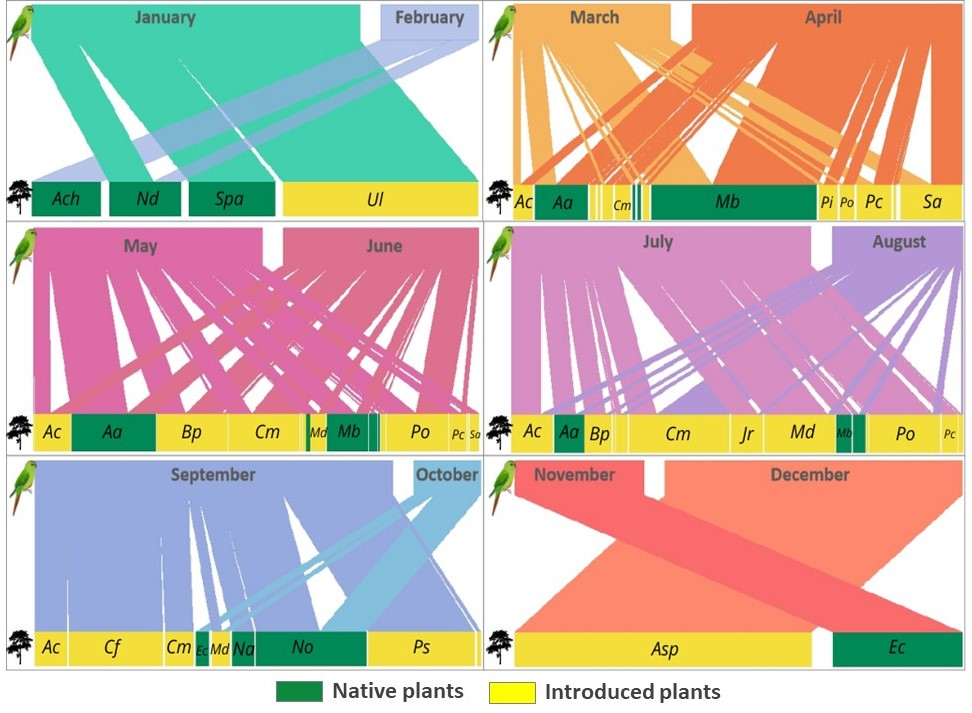 January February
Ach Nd Spa Ul
March April
Ac Aa Cm Mb Pi Po Pc Sa
May June
Ac Aa Bp Cm Md Mb Po Pc Sa
July August
Ac Aa Bp Cm Jr Md Mb Po Pc
September October
Ac Cf Cm Ec Md Na No Ps
November December
Asp Ec
Native plants Introduced plants